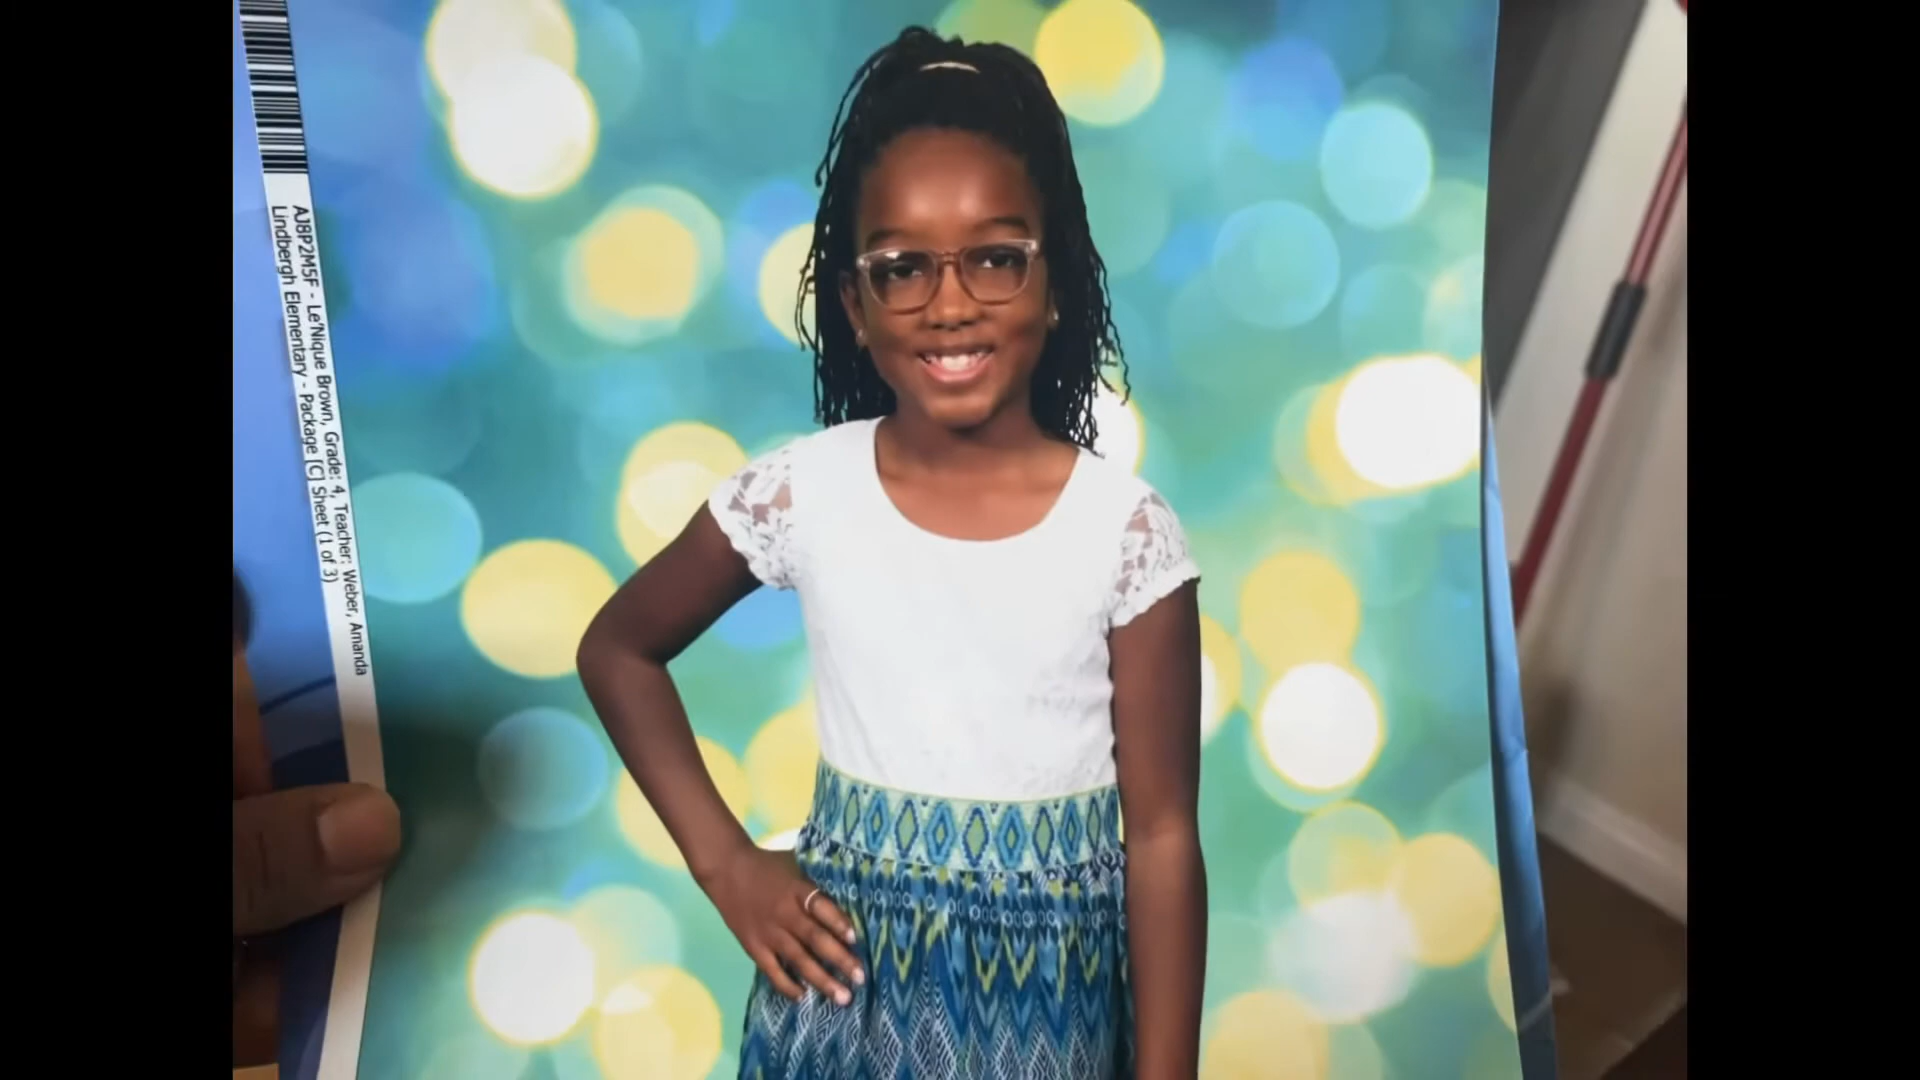 AJ8P2M5F - Le'Nique Brown, Grade: 4, Teacher: Weber, Amanda
Lindbergh Elementary - Package [C] Sheet (1 of 3)